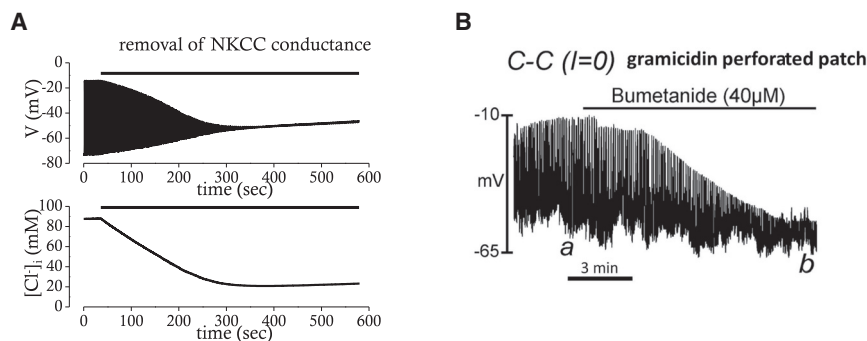 A
removal of NKCC conductance
0
-20
-40
-60
-80
V (mV)
0 100 200 300 400 500 600
time (sec)
100
80
60
40
20
0
[Cl-]i (mM)
0 100 200 300 400 500 600
time (sec)
B
C-C (I=0) gramicidin perforated patch
Bumetanide (40μM)
-10
mV
-65
a
b
3 min